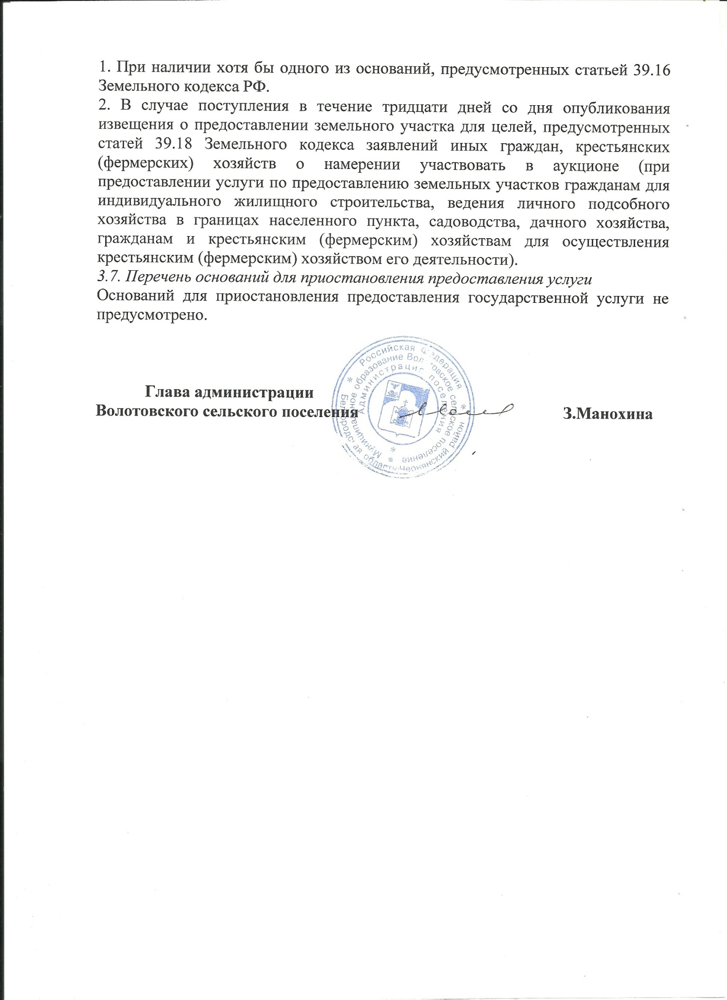 1. При наличии хотя бы одного из оснований, предусмотренных статьей 39.16
Земельного кодекса РФ.
2. В случае поступления в течение тридцати дней со дня опубликования
извещения о предоставлении земельного участка для целей, предусмотренных
статей 39.18 Земельного кодекса заявлений иных граждан, крестьянских
(фермерских) хозяйств о намерении участвовать в аукционе (при
предоставлении услуги по предоставлению земельных участков гражданам для
индивидуального жилищного строительства, ведения личного подсобного
хозяйства в границах населенного пункта, садоводства, дачного хозяйства,
гражданам и крестьянским (фермерским) хозяйствам для осуществления
крестьянским (фермерским) хозяйством его деятельности).
3.7. Перечень оснований для приостановления предоставления услуги
Оснований для приостановления предоставления государственной услуги не
предусмотрено.
Глава администрации
Волотовского сельского поселения
З.Манохина
Российская Федерация * Белгородская область Чернянский район *
Муниципальное образование Волотовское сельское поселение *
Администрация поселения *